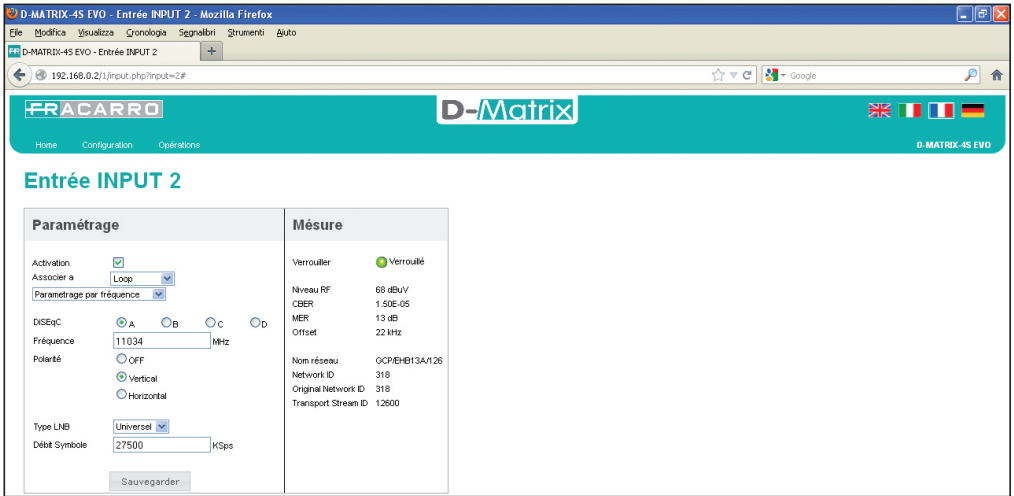 D-MATRIX-4S EVO - Entrée INPUT 2 - Mozilla Firefox
File Modifica Visualizza Cronologia Segnalibri Strumenti Aiuto
FR D-MATRIX-4S EVO - Entrée INPUT 2 +
192.168.0.2/1/input.php?input=2# Google
FRACARRO D-Matrix
Home Configuration Opérations D-MATRIX-4S EVO
Entrée INPUT 2
Paramétrage Mésure
Activation Verrouiller Verrouillé
Associer a Loop
Parametrage par fréquence Niveau RF 68 dBuV
CBER 1.50E-05
DiSEqC A B C D MER 13 dB
Fréquence 11034 MHz Offset 22 kHz
Polarité OFF Nom réseau GCP/EHB13A/126
Vertical Network ID 318
Horizontal Original Network ID 318
Transport Stream ID 12600
Type LNB Universel
Débit Symbole 27500 KSps
Sauvegarder